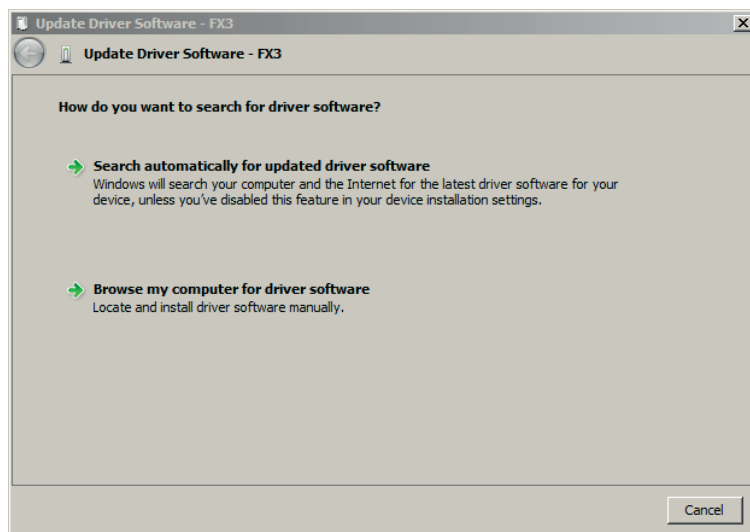 Update Driver Software - FX3
Update Driver Software - FX3
How do you want to search for driver software?
Search automatically for updated driver software
Windows will search your computer and the Internet for the latest driver software for your
device, unless you've disabled this feature in your device installation settings.
Browse my computer for driver software
Locate and install driver software manually.
Cancel